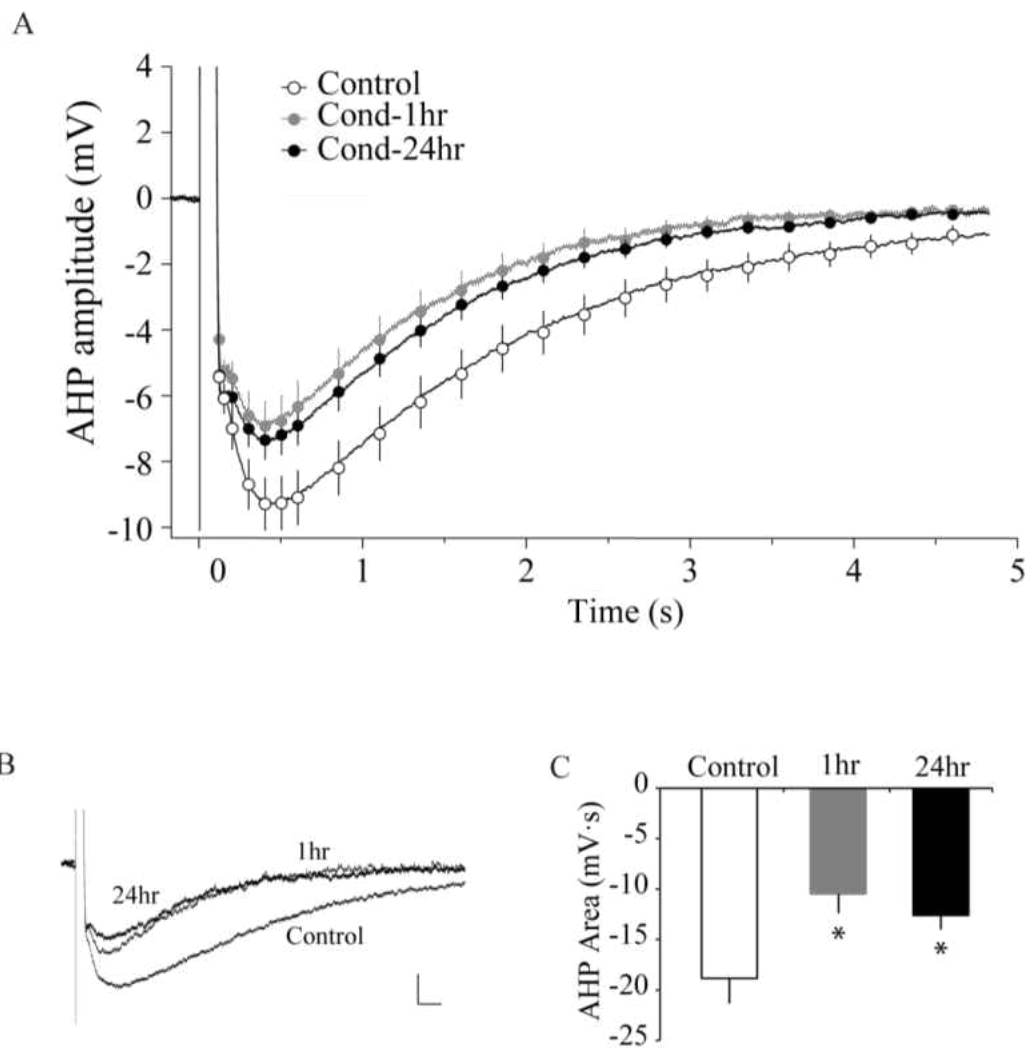 A
4
2
0
-2
-4
-6
-8
-10
AHP amplitude (mV)
Control
Cond-1hr
Cond-24hr
0 1 2 3 4 5
Time (s)
B
1hr
24hr
Control
C
Control 1hr 24hr
0
-5
-10
-15
-20
-25
AHP Area (mV·s)
*
*